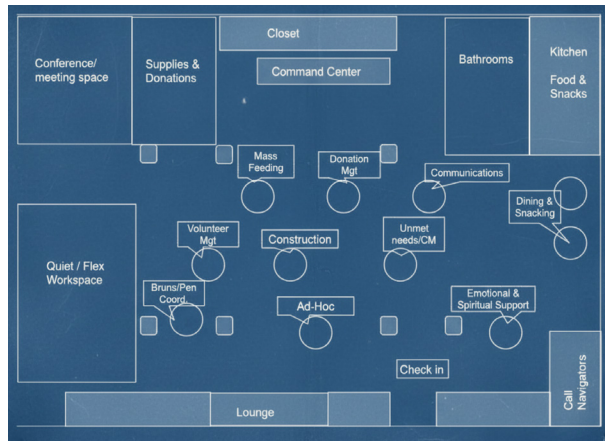 Closet
Conference/
meeting space
Supplies &
Donations
Command Center
Bathrooms
Kitchen
Food &
Snacks
Mass
Feeding
Donation
Mgt
Communications
Dining &
Snacking
Volunteer
Mgt
Construction
Unmet
needs/CM
Quiet / Flex
Workspace
Bruns/Pen
Coord.
Ad-Hoc
Emotional &
Spiritual Support
Check in
Call
Navigators
Lounge